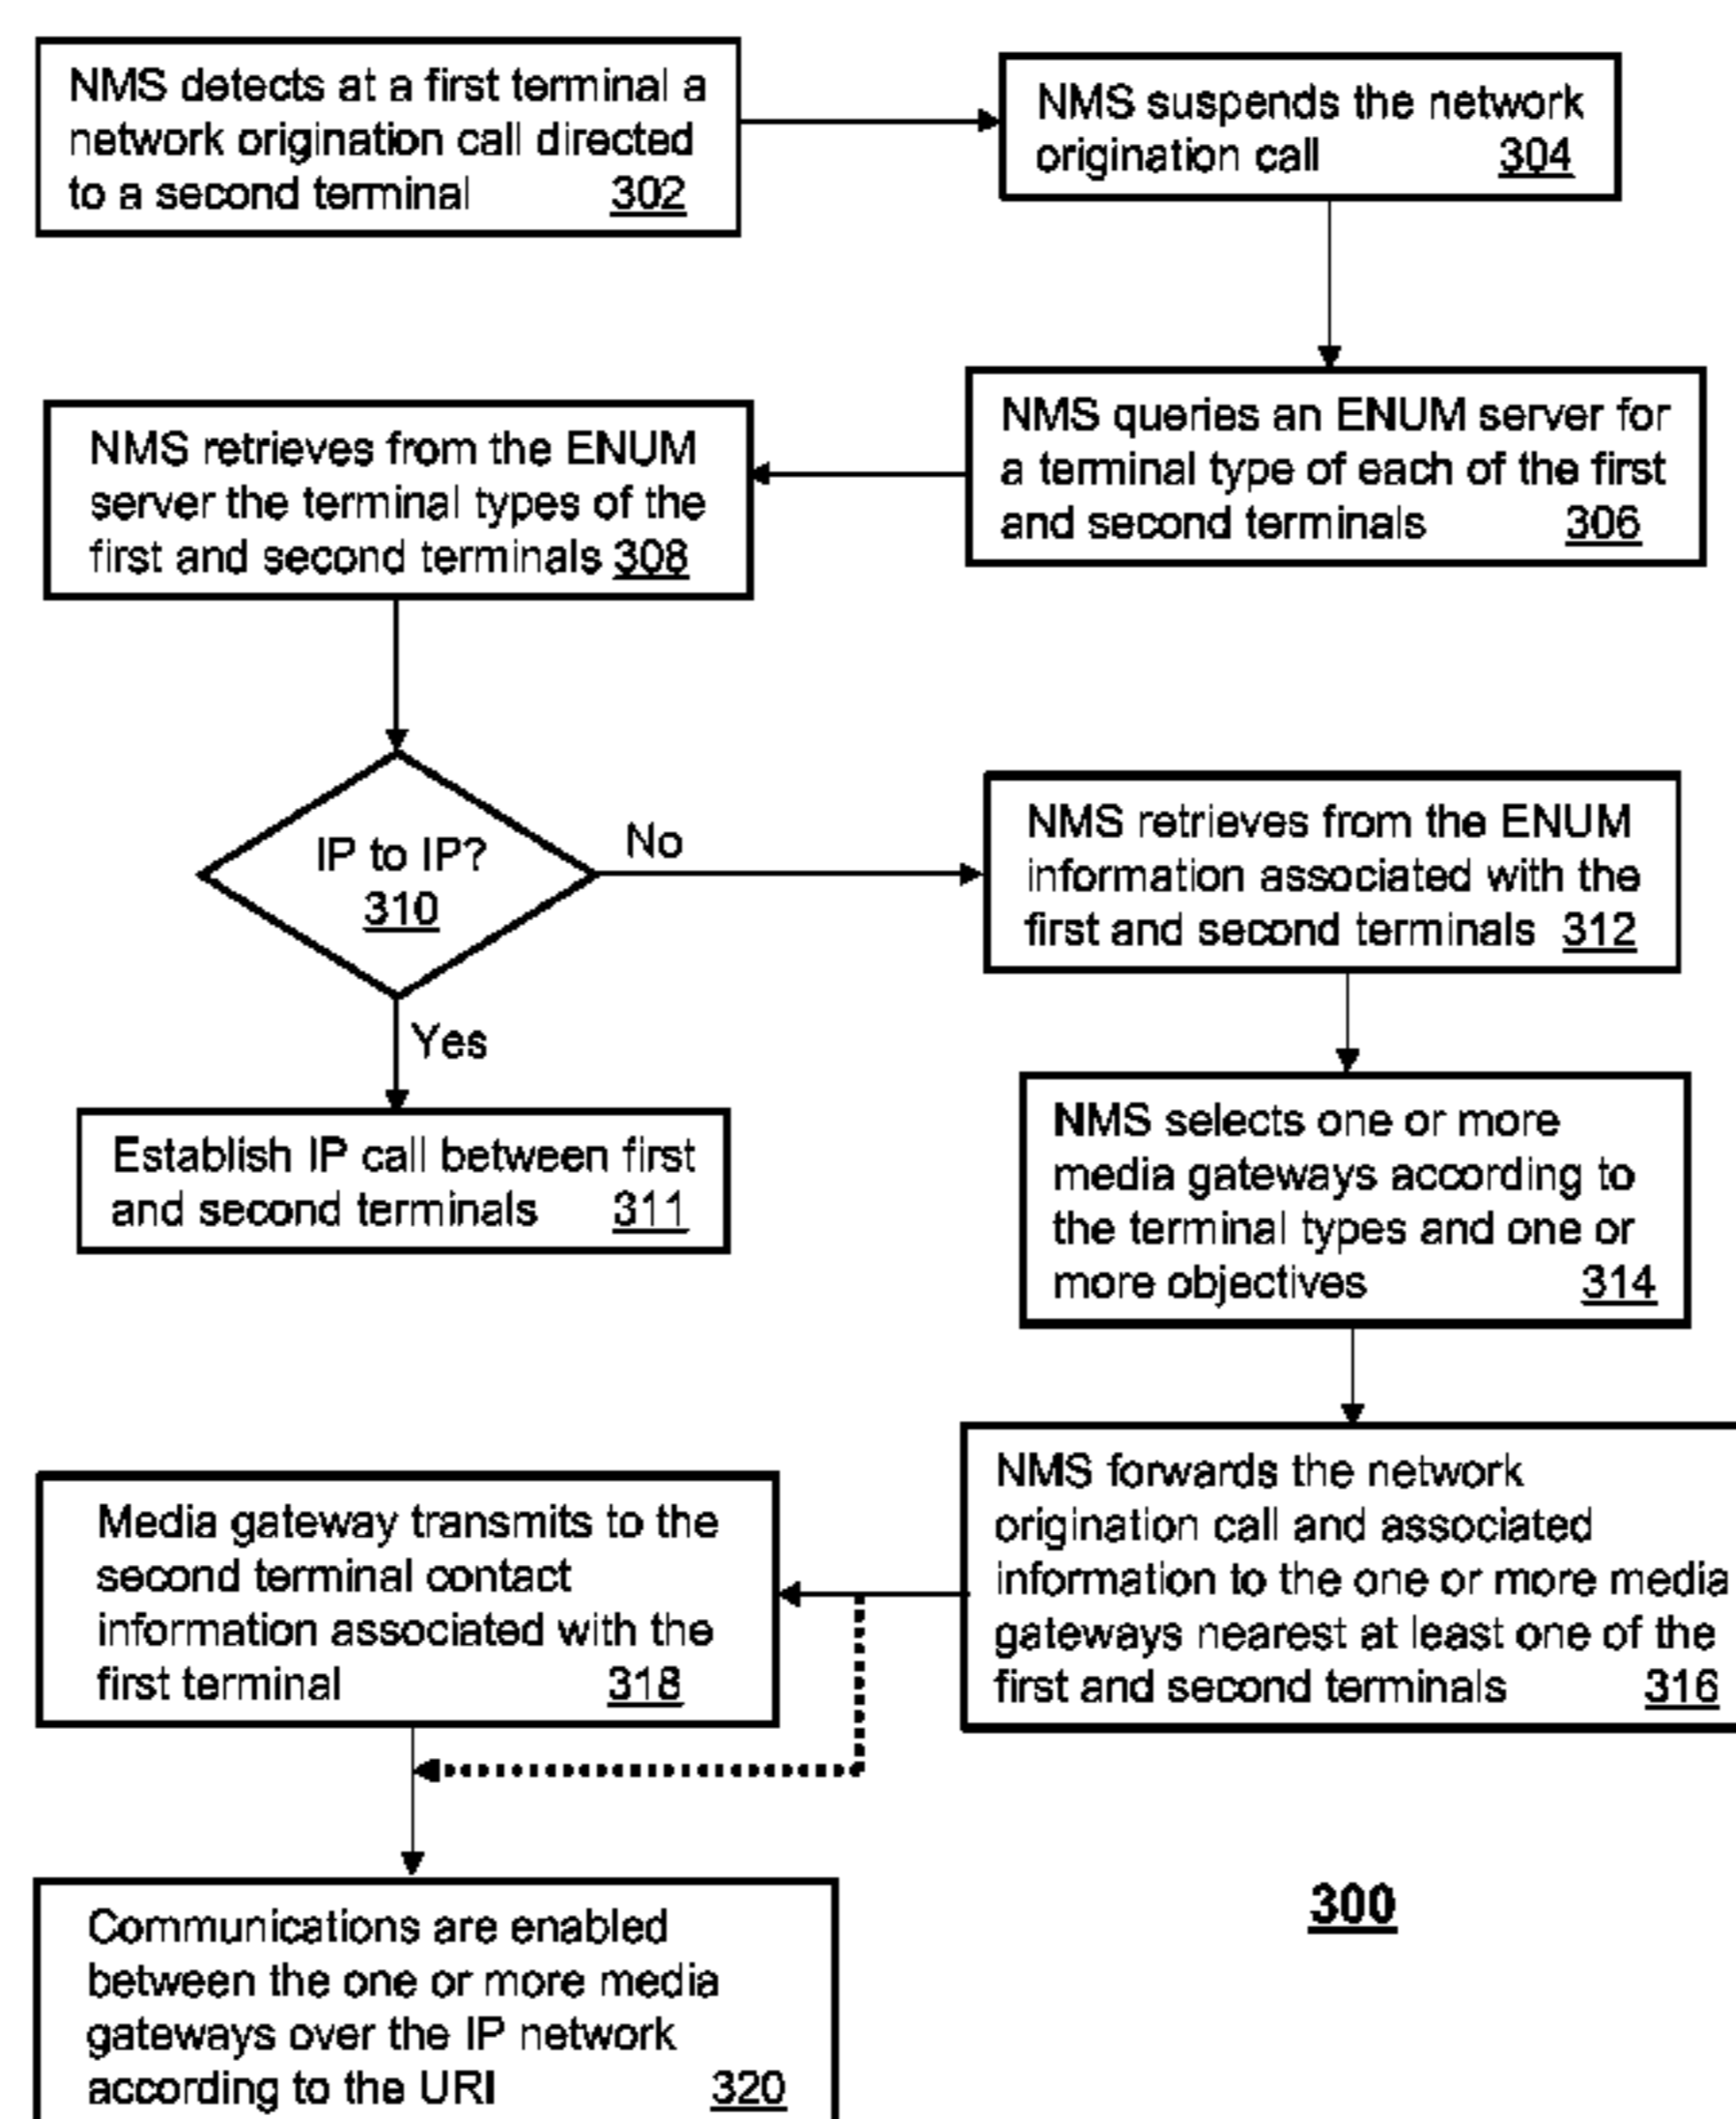 NMS detects at a first terminal a
network origination call directed
to a second terminal 302
NMS suspends the network
origination call 304
NMS queries an ENUM server for
a terminal type of each of the first
and second terminals 306
NMS retrieves from the ENUM
server the terminal types of the
first and second terminals 308
IP to IP?
310
No
Yes
Establish IP call between first
and second terminals 311
NMS retrieves from the ENUM
information associated with the
first and second terminals 312
NMS selects one or more
media gateways according to
the terminal types and one or
more objectives 314
NMS forwards the network
origination call and associated
information to the one or more media
gateways nearest at least one of the
first and second terminals 316
Media gateway transmits to the
second terminal contact
information associated with the
first terminal 318
Communications are enabled
between the one or more media
gateways over the IP network
according to the URI 320
300